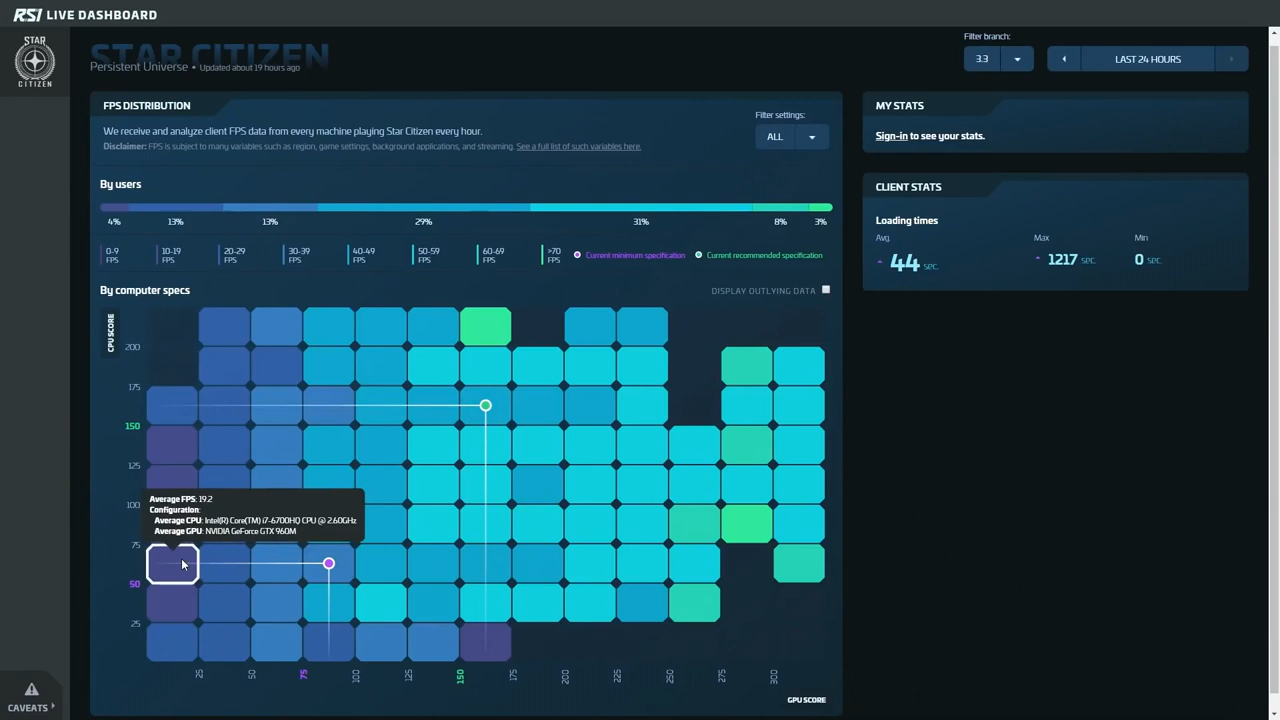 RSI LIVE DASHBOARD
STAR CITIZEN
STAR CITIZEN
Persistent Universe • Updated about 19 hours ago
Filter branch:
3.3
LAST 24 HOURS
FPS DISTRIBUTION
We receive and analyze client FPS data from every machine playing Star Citizen every hour.
Disclaimer: FPS is subject to many variables such as region, game settings, background applications, and streaming. See a full list of such variables here.
Filter settings:
ALL
By users
4% 13% 13% 29% 31% 8% 3%
0-9 FPS
10-19 FPS
20-29 FPS
30-39 FPS
40-49 FPS
50-59 FPS
60-69 FPS
>70 FPS
Current minimum specification
Current recommended specification
By computer specs
DISPLAY OUTLYING DATA
CPU SCORE
200
175
150
125
100
Average FPS: 19.2
Configuration:
Average CPU: Intel(R) Core(TM) i7-6700HQ CPU @ 2.60GHz
Average GPU: NVIDIA GeForce GTX 960M
75
50
25
25 50 75 100 125 150 175 200 225 250 275 300
GPU SCORE
MY STATS
Sign-in to see your stats.
CLIENT STATS
Loading times
Avg. Max Min
44 sec. 1217 sec. 0 sec.
CAVEATS